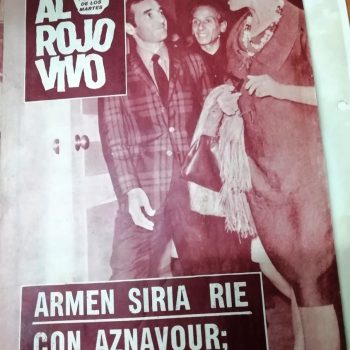 DE LOS
MARTES
AL
ROJO
VIVO
ARMEN SIRIA RIE
CON AZNAVOUR;